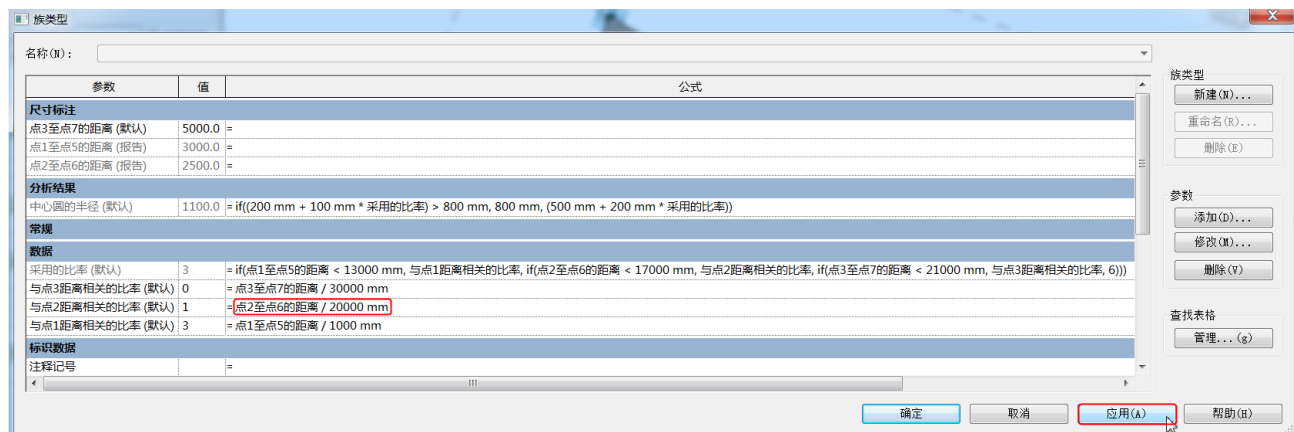 族类型
名称(N):
参数 值 公式
尺寸标注
点3至点7的距离 (默认) 5000.0 =
点1至点5的距离 (报告) 3000.0 =
点2至点6的距离 (报告) 2500.0 =
分析结果
中心圆的半径 (默认) 1100.0 = if((200 mm + 100 mm * 采用的比率) > 800 mm, 800 mm, (500 mm + 200 mm * 采用的比率))
常规
数据
采用的比率 (默认) 3 = if(点1至点5的距离 < 13000 mm, 与点1距离相关的比率, if(点2至点6的距离 < 17000 mm, 与点2距离相关的比率, if(点3至点7的距离 < 21000 mm, 与点3距离相关的比率, 6)))
与点3距离相关的比率 (默认) 0 = 点3至点7的距离 / 30000 mm
与点2距离相关的比率 (默认) 1 = 点2至点6的距离 / 20000 mm
与点1距离相关的比率 (默认) 3 = 点1至点5的距离 / 1000 mm
标识数据
注释记号 =
族类型
新建(N)...
重命名(R)...
删除(E)
参数
添加(D)...
修改(M)...
删除(V)
查找表格
管理...(g)
确定 取消 应用(A) 帮助(H)